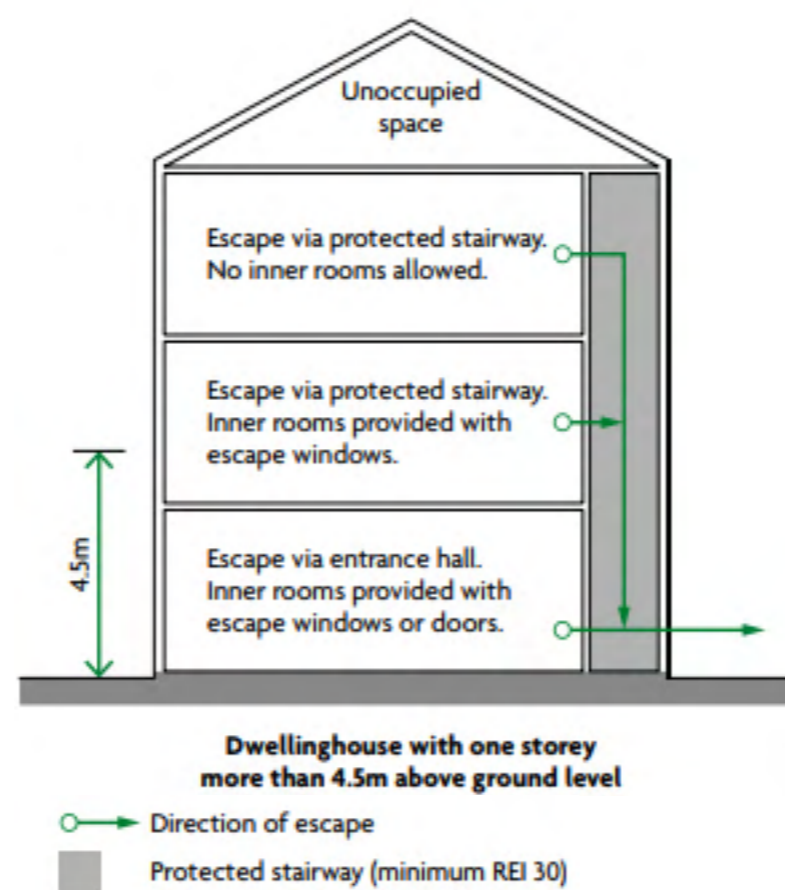 Unoccupied
space
Escape via protected stairway.
No inner rooms allowed.
Escape via protected stairway.
Inner rooms provided with
escape windows.
4.5m
Escape via entrance hall.
Inner rooms provided with
escape windows or doors.
Dwellinghouse with one storey
more than 4.5m above ground level
Direction of escape
Protected stairway (minimum REI 30)